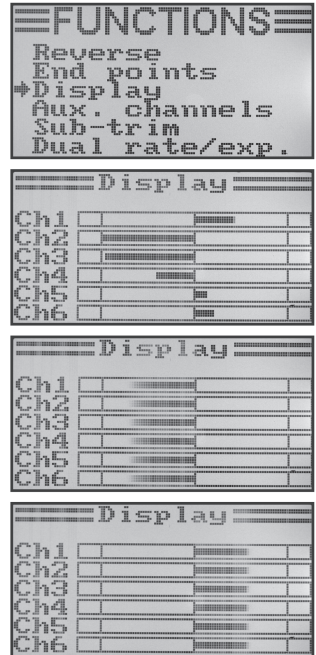 FUNCTIONS
Reverse
End points
Display
Aux. channels
Sub-trim
Dual rate/exp.
Display
Ch1
Ch2
Ch3
Ch4
Ch5
Ch6
Display
Ch1
Ch2
Ch3
Ch4
Ch5
Ch6
Display
Ch1
Ch2
Ch3
Ch4
Ch5
Ch6